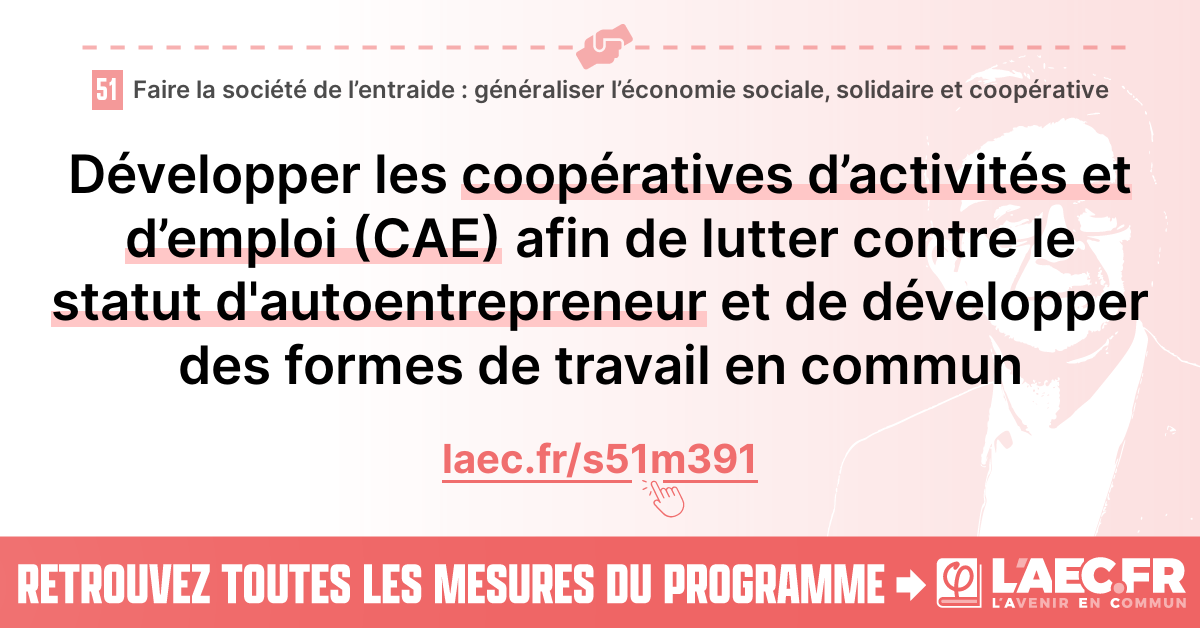 51 Faire la société de l’entraide : généraliser l’économie sociale, solidaire et coopérative
Développer les coopératives d’activités et
d’emploi (CAE) afin de lutter contre le
statut d'autoentrepreneur et de développer
des formes de travail en commun
laec.fr/s51m391
RETROUVEZ TOUTES LES MESURES DU PROGRAMME
φ L'AEC.FR
L'AVENIR EN COMMUN